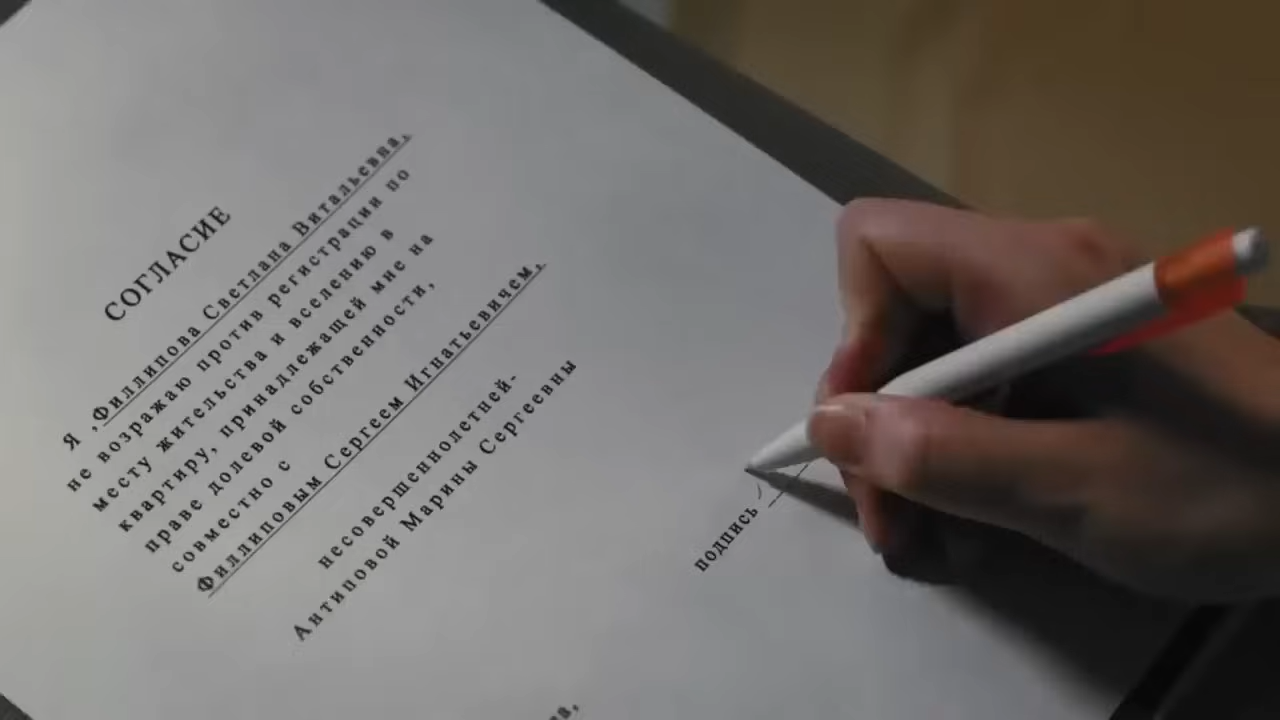 СОГЛАСИЕ
Я ,Филлипова Светлана Витальевна,
не возражаю против регистрации по
месту жительства и вселению в
квартиру, принадлежащей мне на
праве долевой собственности,
совместно с
Филлиповым Сергеем Игнатьевичем,
несовершеннолетней-
Антиповой Марины Сергеевны
подпись